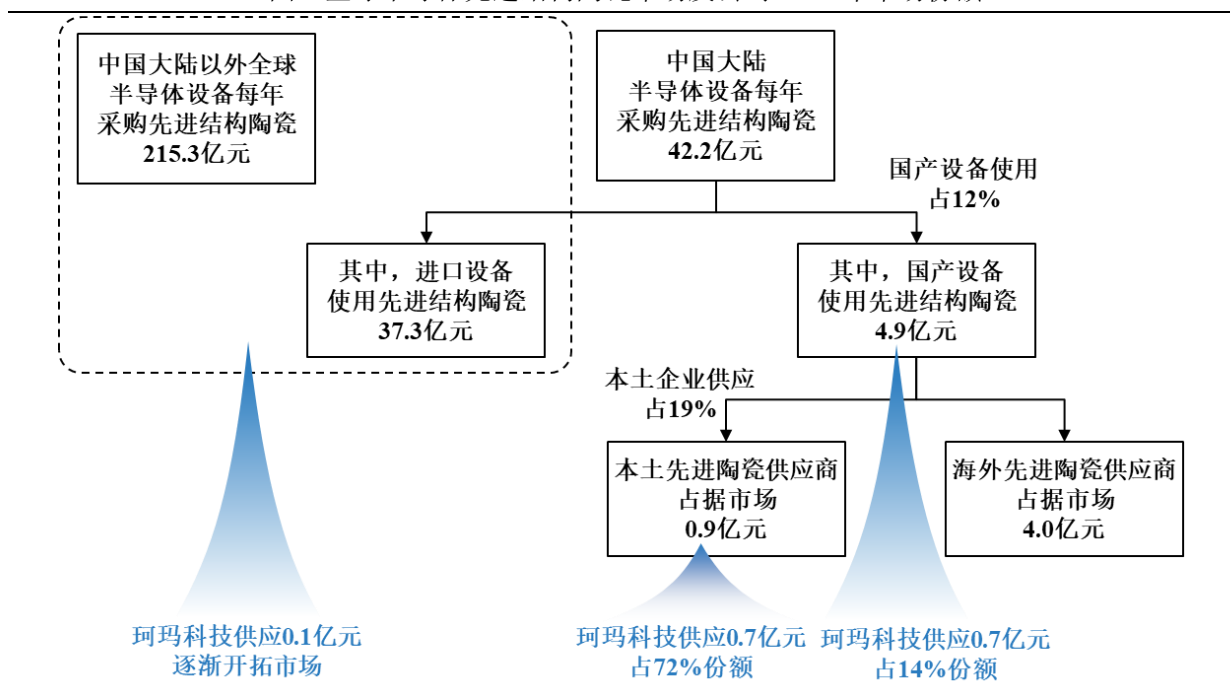 中国大陆以外全球
半导体设备每年
采购先进结构陶瓷
215.3亿元
中国大陆
半导体设备每年
采购先进结构陶瓷
42.2亿元
国产设备使用
占12%
其中，进口设备
使用先进结构陶瓷
37.3亿元
其中，国产设备
使用先进结构陶瓷
4.9亿元
本土企业供应
占19%
本土先进陶瓷供应商
占据市场
0.9亿元
海外先进陶瓷供应商
占据市场
4.0亿元
珂玛科技供应0.1亿元
逐渐开拓市场
珂玛科技供应0.7亿元
占72%份额
珂玛科技供应0.7亿元
占14%份额